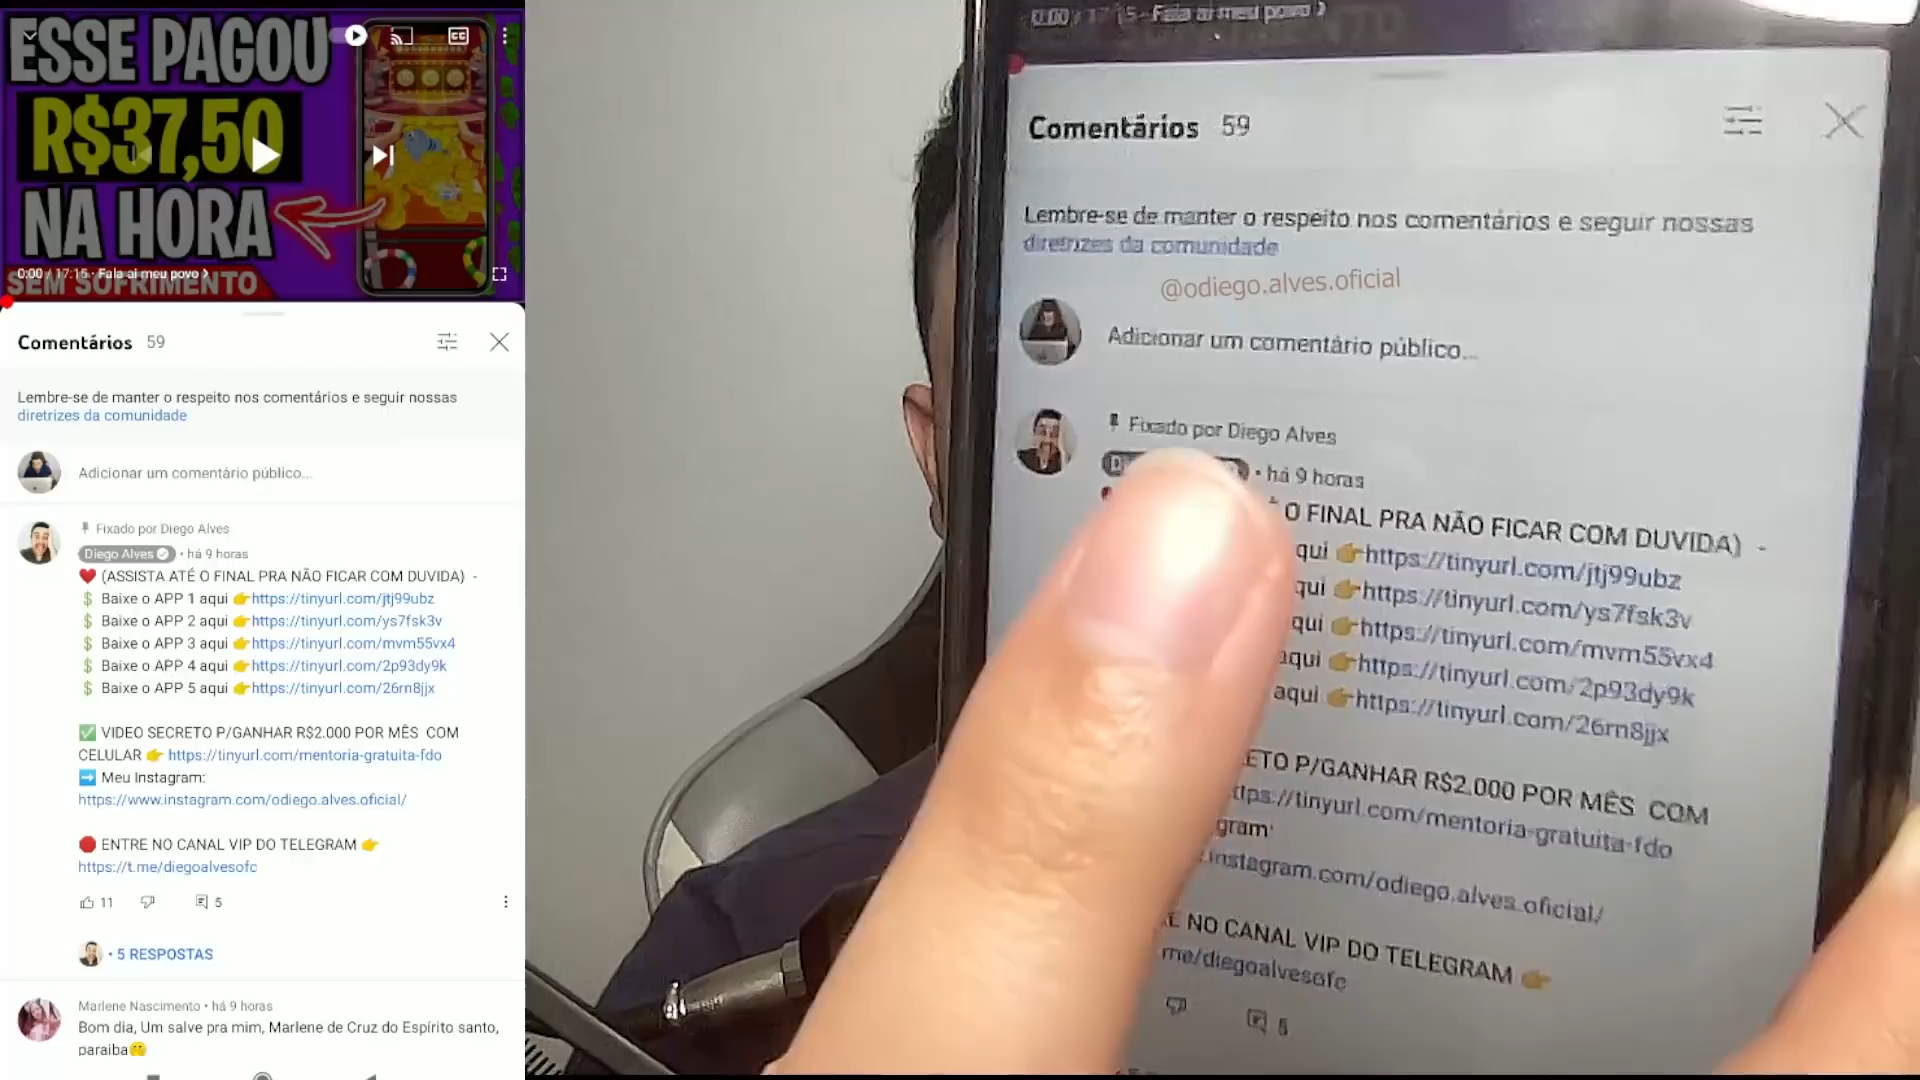 ESSE PAGOU
R$37,50
NA HORA
0:00 / 17:15 · Fala ai meu povo >
SEM SOFRIMENTO
Comentários 59
Lembre-se de manter o respeito nos comentários e seguir nossas
diretrizes da comunidade
Adicionar um comentário público...
Fixado por Diego Alves
Diego Alves • há 9 horas
❤️ (ASSISTA ATÉ O FINAL PRA NÃO FICAR COM DUVIDA) -
💲 Baixe o APP 1 aqui 👉https://tinyurl.com/jtj99ubz
💲 Baixe o APP 2 aqui 👉https://tinyurl.com/ys7fsk3v
💲 Baixe o APP 3 aqui 👉https://tinyurl.com/mvm55vx4
💲 Baixe o APP 4 aqui 👉https://tinyurl.com/2p93dy9k
💲 Baixe o APP 5 aqui 👉https://tinyurl.com/26rn8jjx
✅ VIDEO SECRETO P/GANHAR R$2.000 POR MÊS COM
CELULAR 👉 https://tinyurl.com/mentoria-gratuita-fdo
➡️ Meu Instagram:
https://www.instagram.com/odiego.alves.oficial/
🛑 ENTRE NO CANAL VIP DO TELEGRAM 👉
https://t.me/diegoalvesofc
11 5
• 5 RESPOSTAS
Marlene Nascimento • há 9 horas
Bom dia, Um salve pra mim, Marlene de Cruz do Espírito santo,
paraiba🤗
0:00 / 17:15 · Fala ai meu povo >
Comentários 59
Lembre-se de manter o respeito nos comentários e seguir nossas
diretrizes da comunidade
@odiego.alves.oficial
Adicionar um comentário público...
Fixado por Diego Alves
• há 9 horas
O FINAL PRA NÃO FICAR COM DUVIDA) -
qui 👉https://tinyurl.com/jtj99ubz
qui 👉https://tinyurl.com/ys7fsk3v
qui 👉https://tinyurl.com/mvm55vx4
aqui 👉https://tinyurl.com/2p93dy9k
aqui 👉https://tinyurl.com/26rn8jjx
ETO P/GANHAR R$2.000 POR MÊS COM
ttps://tinyurl.com/mentoria-gratuita-fdo
gram:
.instagram.com/odiego.alves.oficial/
E NO CANAL VIP DO TELEGRAM 👉
me/diegoalvesofc
5